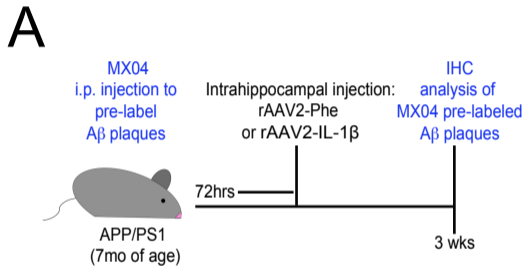 A
MX04
i.p. injection to
pre-label
Aβ plaques
Intrahippocampal injection:
rAAV2-Phe
or rAAV2-IL-1β
IHC
analysis of
MX04 pre-labeled
Aβ plaques
72hrs
APP/PS1
(7mo of age)
3 wks